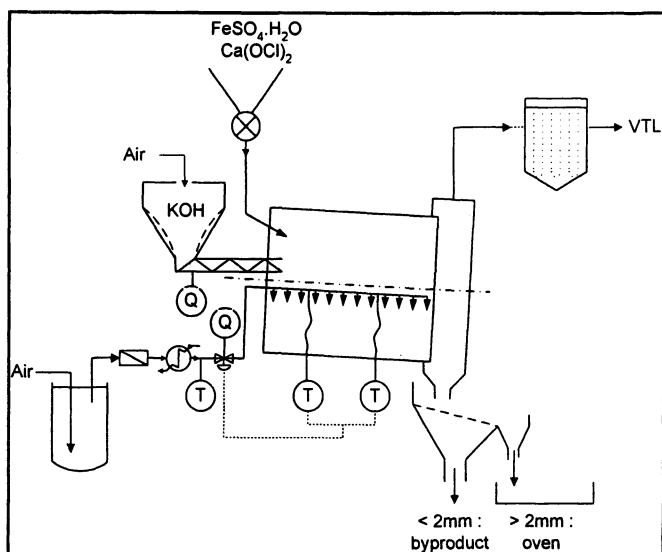 FeSO₄.H₂O
Ca(OCl)₂
VTL
Air
KOH
Q
Q
Air
T
T
T
< 2mm : > 2mm :
byproduct oven